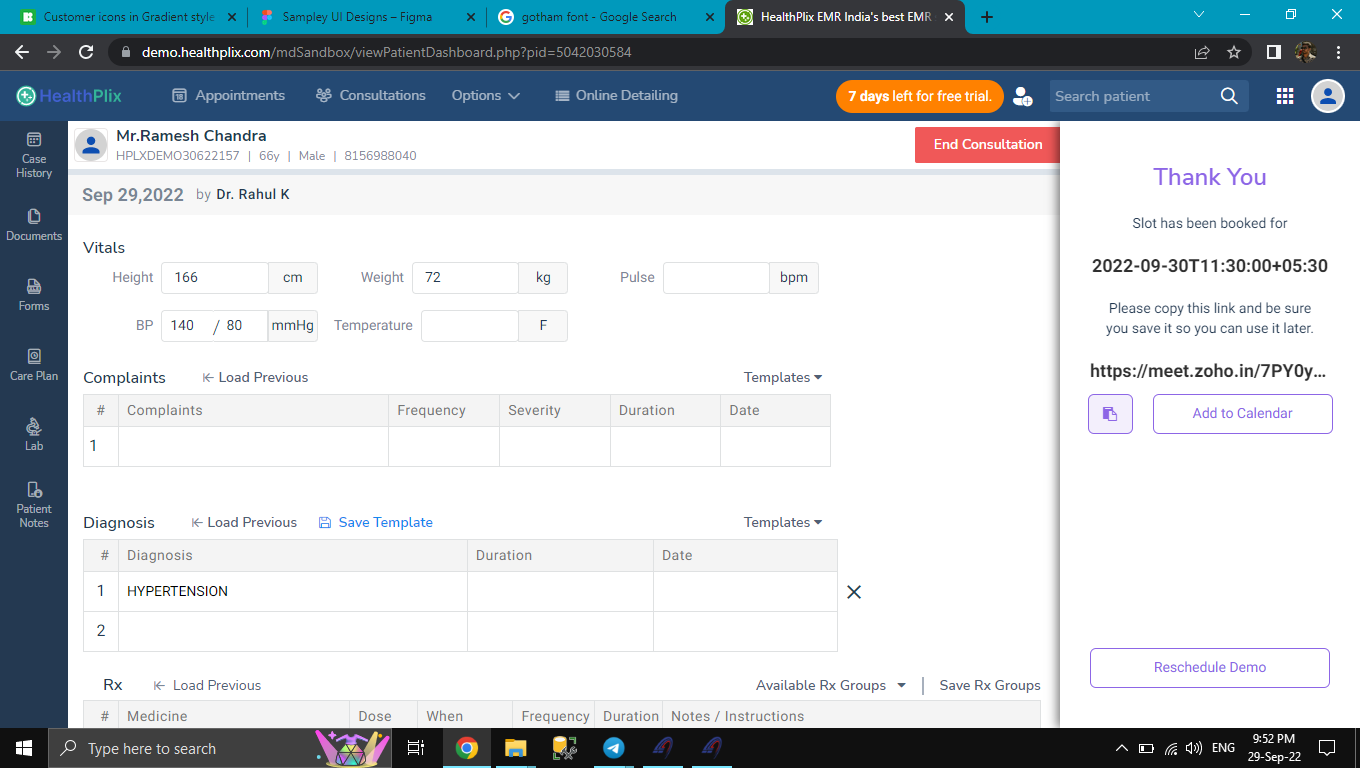 Customer icons in Gradient style
Sampley UI Designs – Figma
gotham font - Google Search
HealthPlix EMR India's best EMR
demo.healthplix.com/mdSandbox/viewPatientDashboard.php?pid=5042030584
HealthPlix
Appointments
Consultations
Options
Online Detailing
7 days left for free trial.
Search patient
Case
History
Documents
Forms
Care Plan
Lab
Patient
Notes
Mr.Ramesh Chandra
HPLXDEMO30622157 | 66y | Male | 8156988040
End Consultation
Sep 29,2022 by Dr. Rahul K
Vitals
Height 166 cm Weight 72 kg Pulse bpm
BP 140 / 80 mmHg Temperature F
Complaints Load Previous Templates
# Complaints Frequency Severity Duration Date
1
Diagnosis Load Previous Save Template Templates
# Diagnosis Duration Date
1 HYPERTENSION
2
Rx Load Previous Available Rx Groups | Save Rx Groups
# Medicine Dose When Frequency Duration Notes / Instructions
Thank You
Slot has been booked for
2022-09-30T11:30:00+05:30
Please copy this link and be sure
you save it so you can use it later.
https://meet.zoho.in/7PY0y...
Add to Calendar
Reschedule Demo
Type here to search
ENG
9:52 PM
29-Sep-22